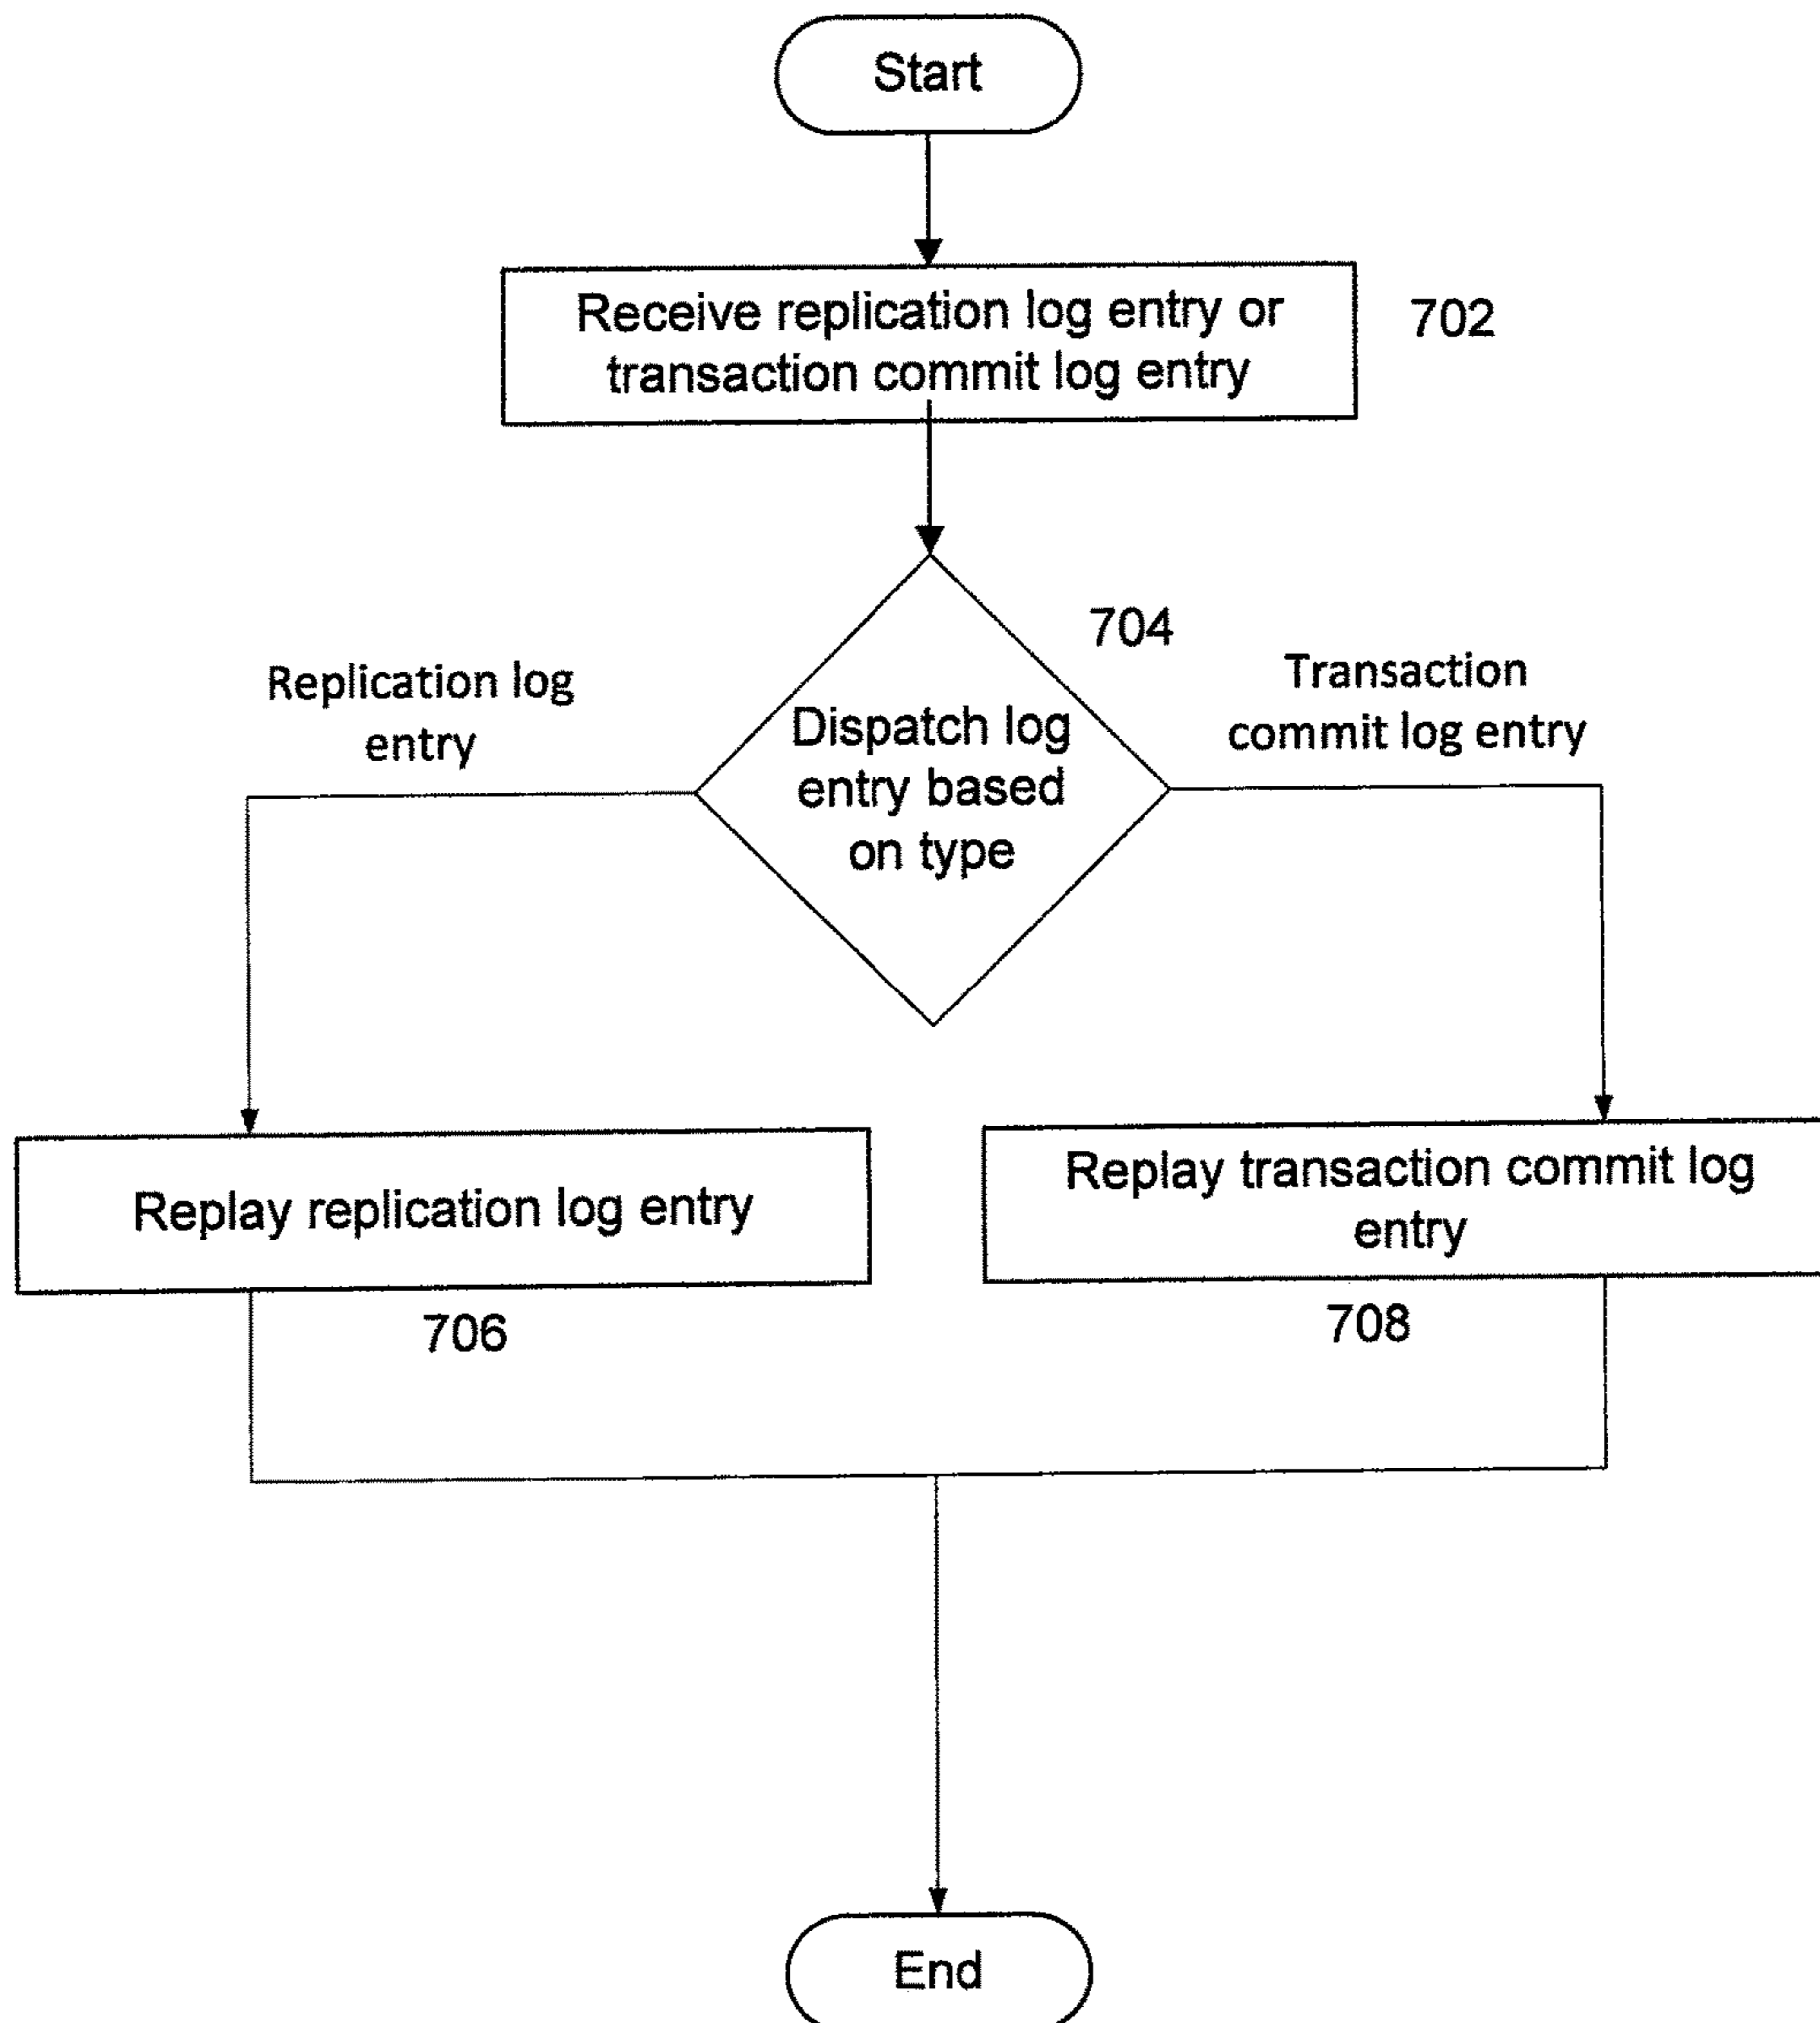 Start
Receive replication log entry or
transaction commit log entry
702
704
Replication log
entry
Dispatch log
entry based
on type
Transaction
commit log entry
Replay replication log entry
706
Replay transaction commit log
entry
708
End